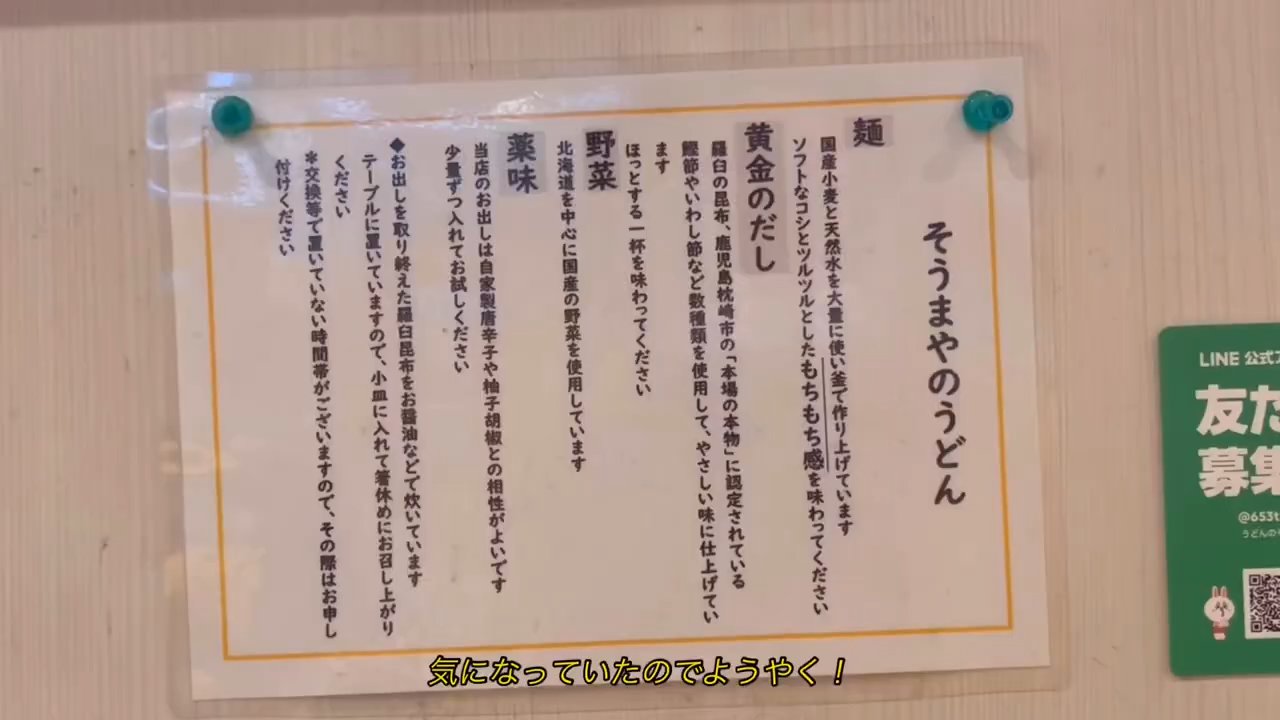 そうまやのうどん
麺
国産小麦と天然水を大量に使い釜で作り上げています
ソフトなコシとツルツルとしたもちもち感を味わってください
黄金のだし
羅臼の昆布、鹿児島枕崎市の「本場の本物」に認定されている
鰹節やいわし節など数種類を使用して、やさしい味に仕上げてい
ます
ほっとする一杯を味わってください
野菜
北海道を中心に国産の野菜を使用しています
薬味
当店のお出しは自家製唐辛子や柚子胡椒との相性がよいです
少量ずつ入れてお試しください
◆お出しを取り終えた羅臼昆布をお醤油などで炊いています
テーブルに置いていますので、小皿に入れて箸休めにお召し上がり
ください
*交換等で置いていない時間帯がございますので、その際はお申し
付けください
LINE 公式
友だ
募集
@653t
うどんの
気になっていたのでようやく！